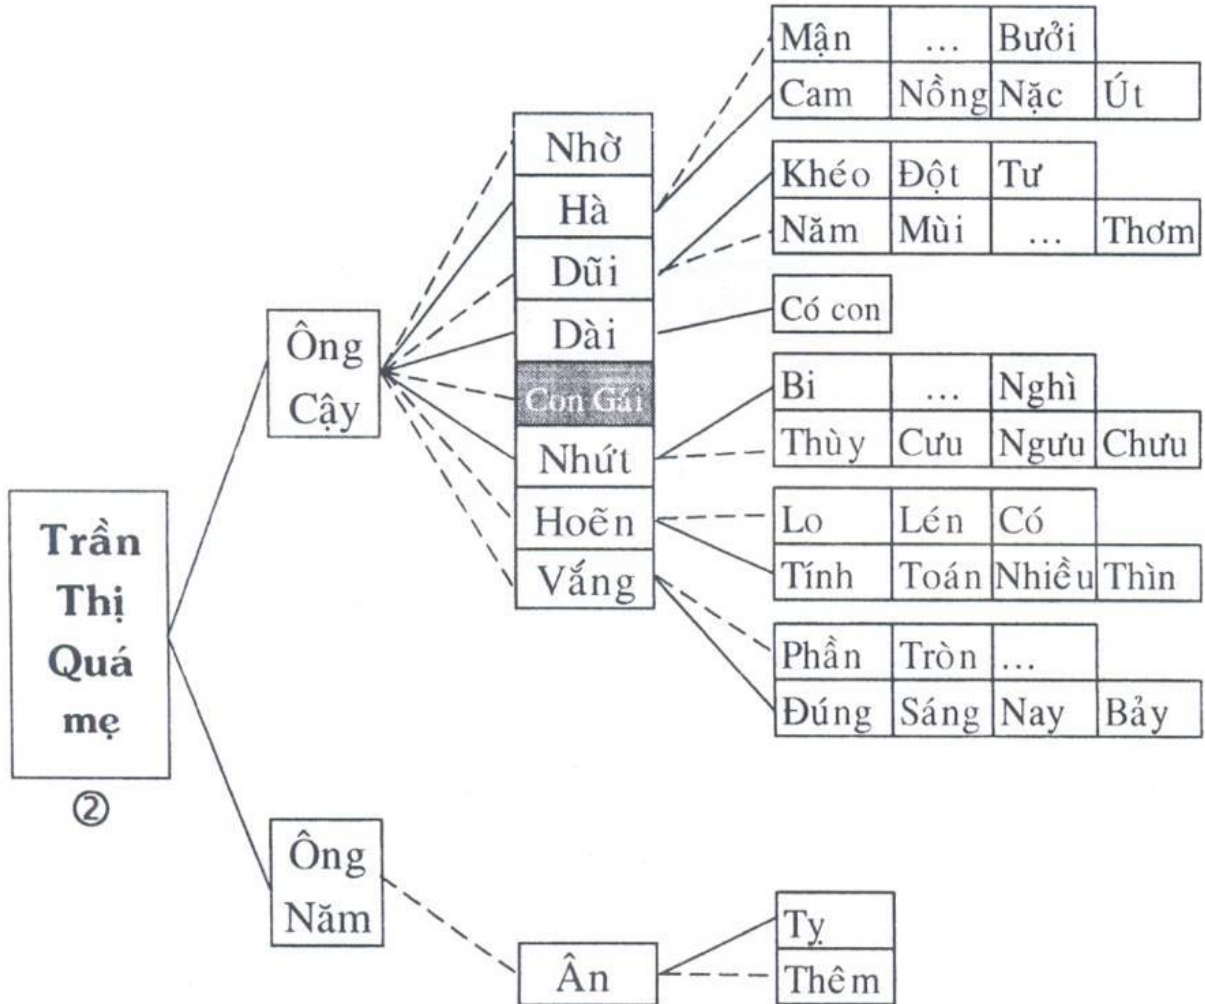 Mận ... Bưởi
Cam Nồng Nặc Út
Nhờ
Khéo Đột Tư
Hà
Năm Mùi ... Thơm
Dũi
Có con
Dài
Ông
Cậy
Con Gái
Bi ... Nghì
Nhứt
Thùy Cưu Ngưu Chưu
Hoẽn
Lo Lén Có
Tính Toán Nhiều Thìn
Vắng
Trần
Thị
Quá
mẹ
②
Phần Tròn ...
Đúng Sáng Nay Bảy
Ông
Năm
Ân
Tỵ
Thêm